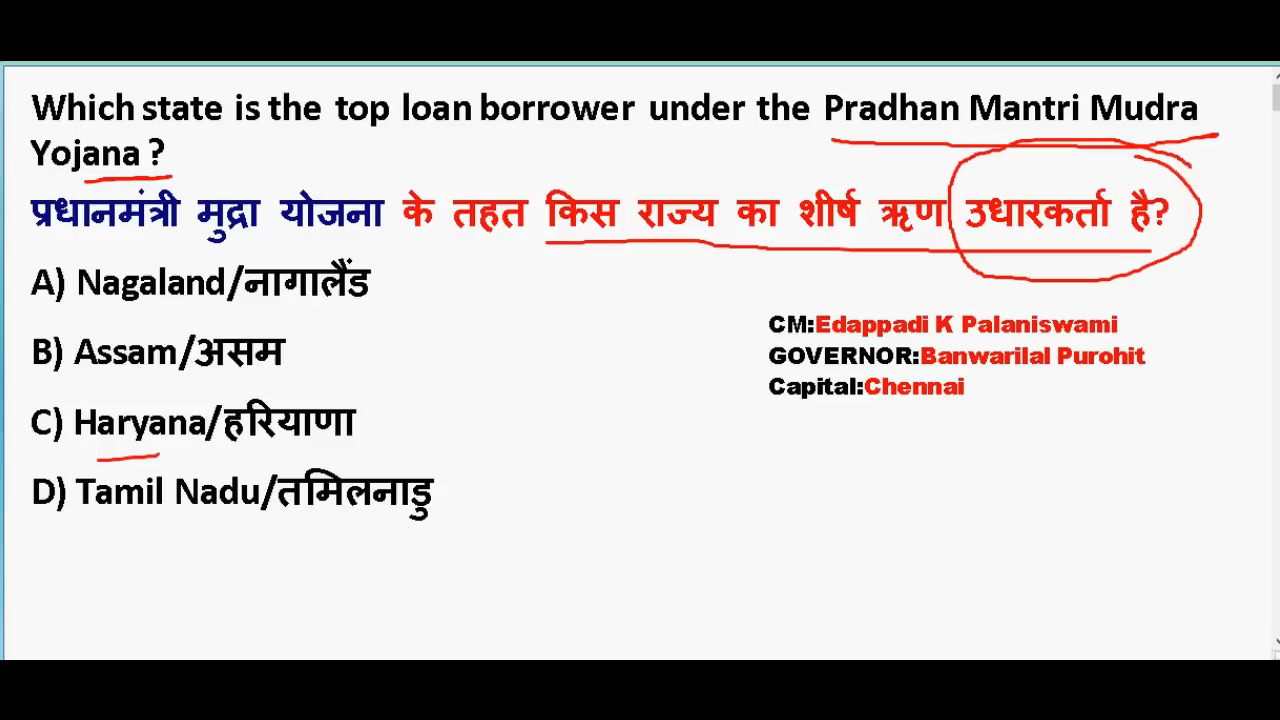 Which state is the top loan borrower under the Pradhan Mantri Mudra
Yojana ?
प्रधानमंत्री मुद्रा योजना के तहत किस राज्य का शीर्ष ऋण उधारकर्ता है?
A) Nagaland/नागालैंड
B) Assam/असम
C) Haryana/हरियाणा
D) Tamil Nadu/तमिलनाडु
CM:Edappadi K Palaniswami
GOVERNOR:Banwarilal Purohit
Capital:Chennai